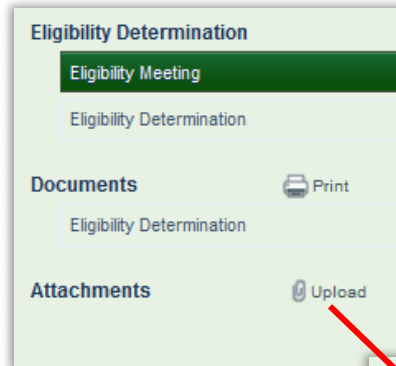 Eligibility Determination
Eligibility Meeting
Eligibility Determination
Documents Print
Eligibility Determination
Attachments Upload